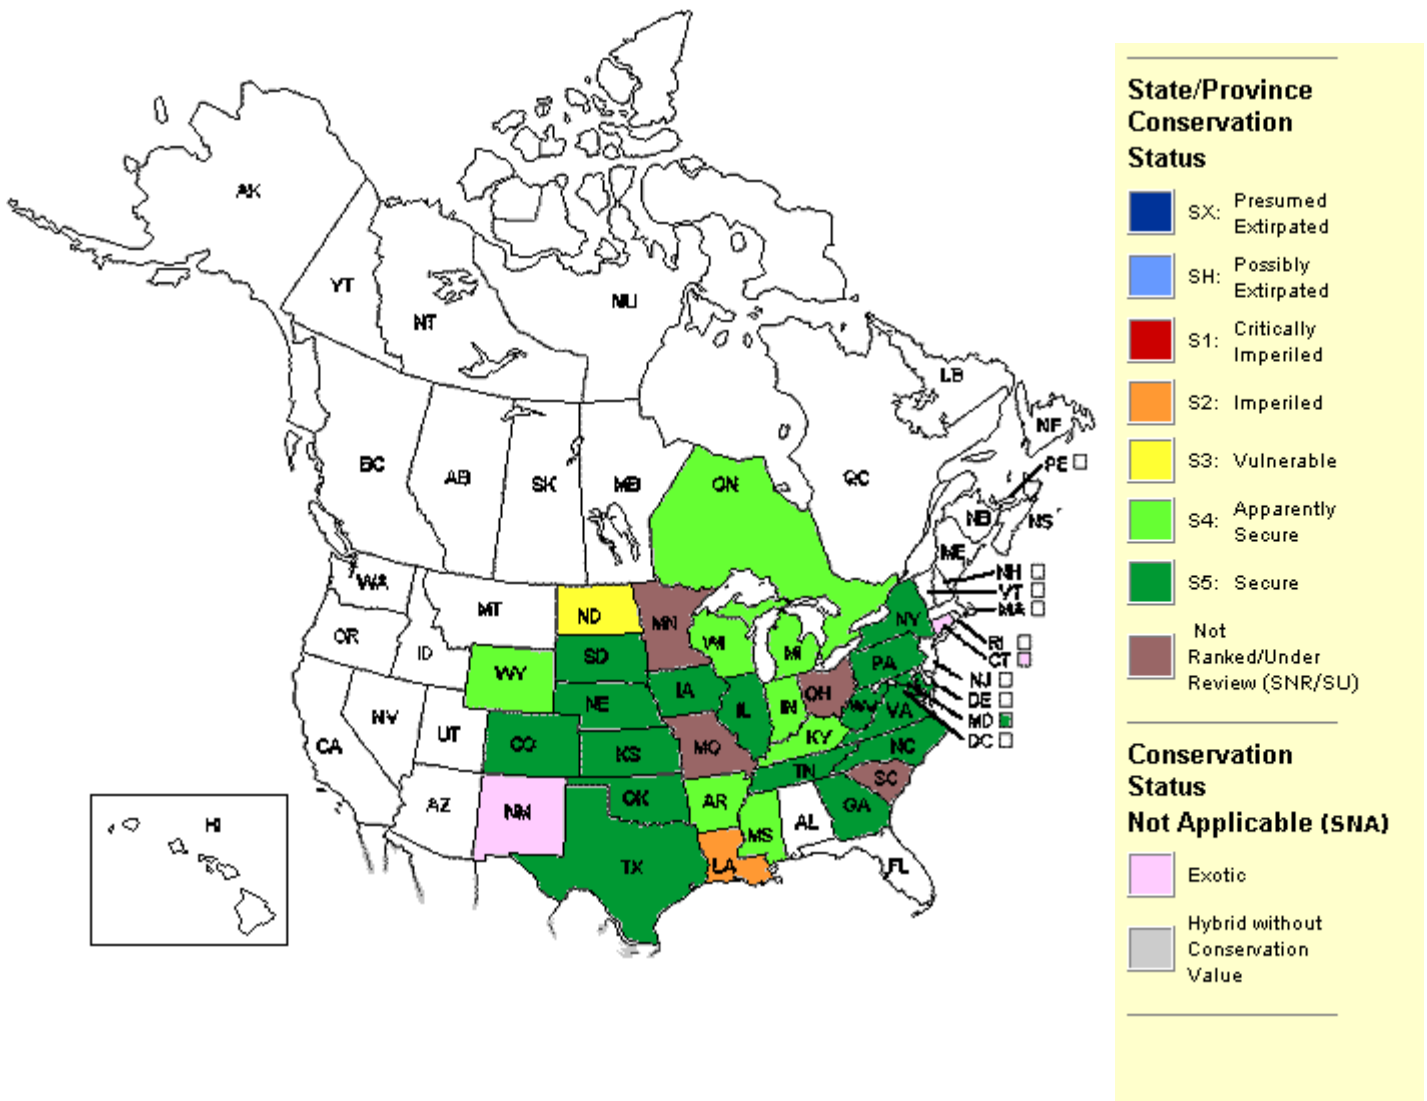 AK
YT
NT
NU
LB
NF
PE
BC
AB
SK
MB
ON
QC
NB
NS
ME
NH
VT
MA
WA
MT
ND
MN
OR
ID
WY
SD
WI
MI
NY
RI
CT
NJ
DE
MD
DC
NV
UT
CO
NE
IA
IL
IN
OH
PA
WV
VA
CA
AZ
NM
KS
MO
KY
TN
NC
SC
OK
AR
MS
AL
GA
TX
LA
FL
HI
State/Province
Conservation
Status
SX: Presumed
Extirpated
SH: Possibly
Extirpated
S1: Critically
Imperiled
S2: Imperiled
S3: Vulnerable
S4: Apparently
Secure
S5: Secure
Not
Ranked/Under
Review (SNR/SU)
Conservation
Status
Not Applicable (SNA)
Exotic
Hybrid without
Conservation
Value